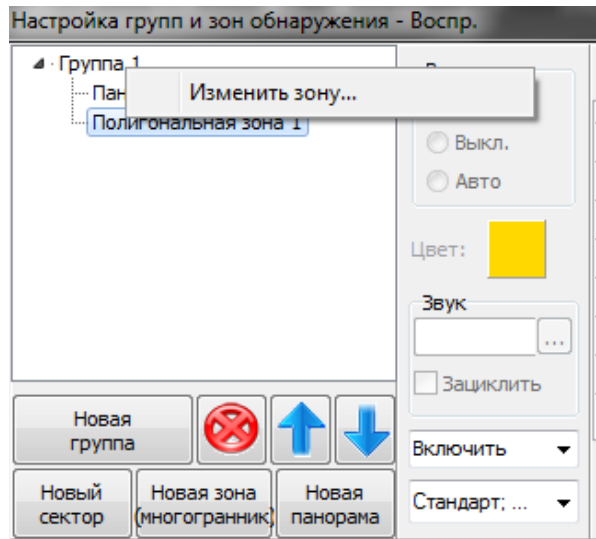 Настройка групп и зон обнаружения - Воспр.
Группа 1
Изменить зону...
Полигональная зона 1
Выкл.
Авто
Цвет:
Звук
...
Зациклить
Новая
группа
Включить
Новый
сектор
Новая зона
(многогранник)
Новая
панорама
Стандарт; ...